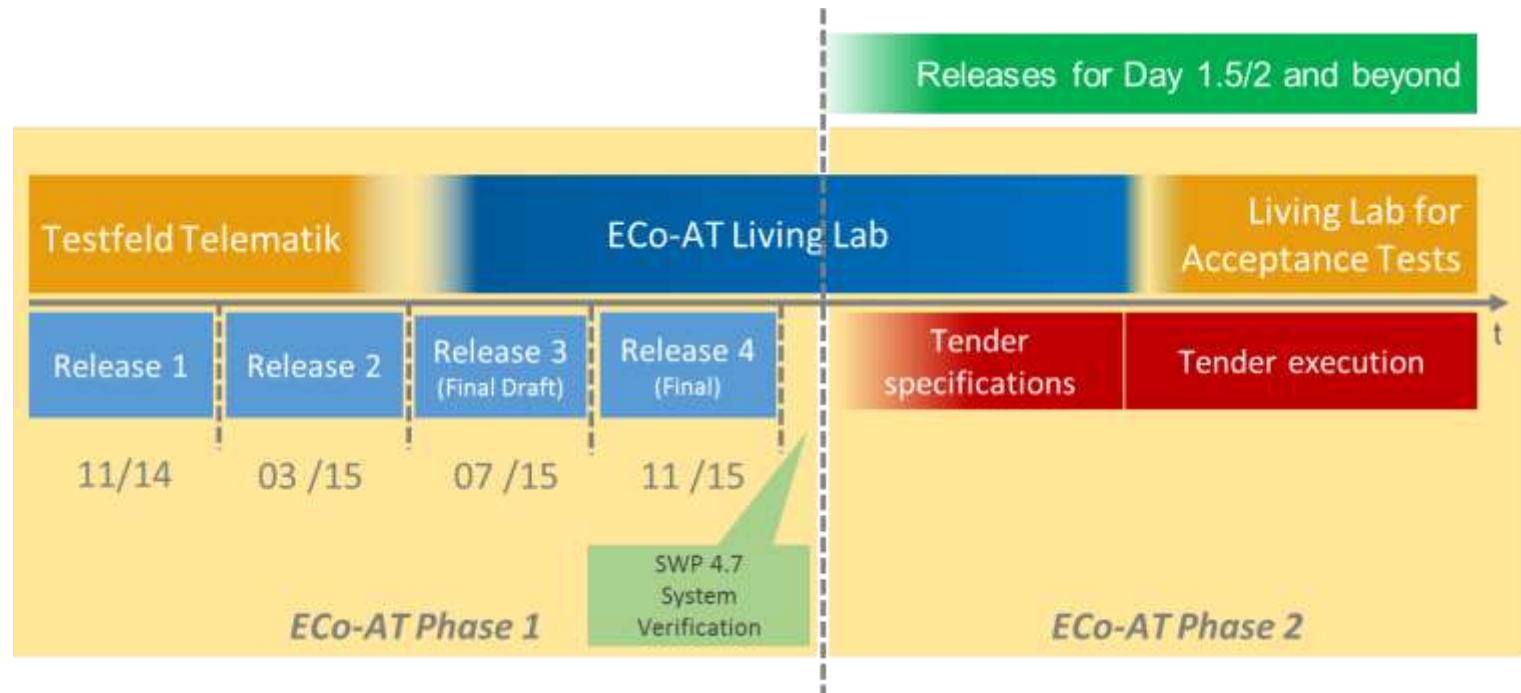 Releases for Day 1.5/2 and beyond
Testfeld Telematik
ECo-AT Living Lab
Living Lab for
Acceptance Tests
t
Release 1
Release 2
Release 3
(Final Draft)
Release 4
(Final)
Tender
specifications
Tender execution
11/14
03 /15
07 /15
11 /15
SWP 4.7
System
Verification
ECo-AT Phase 1
ECo-AT Phase 2